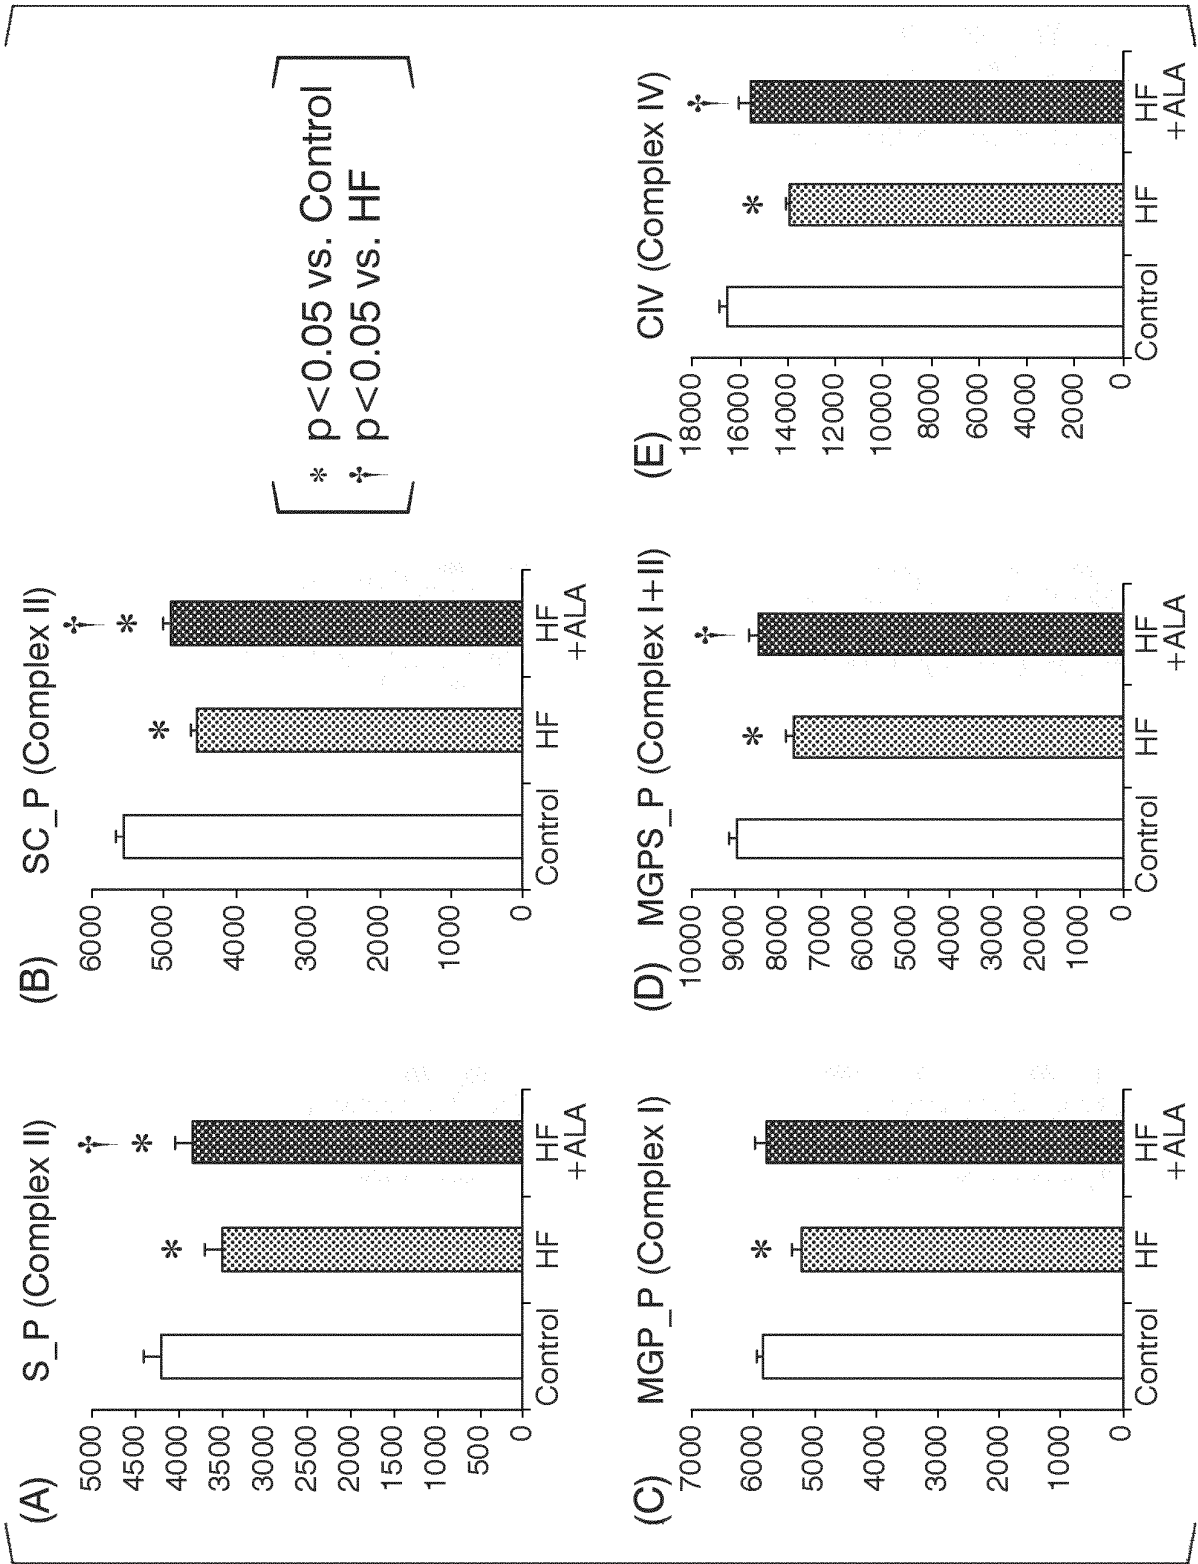 (A)
S_P (Complex II)
5000
4500
4000
3500
3000
2500
2000
1500
1000
500
0
*
†
*
Control
HF
HF
+ALA
(B)
SC_P (Complex II)
6000
5000
4000
3000
2000
1000
0
*
†
*
Control
HF
HF
+ALA
* p<0.05 vs. Control
† p<0.05 vs. HF
(C)
MGP_P (Complex I)
7000
6000
5000
4000
3000
2000
1000
0
*
Control
HF
HF
+ALA
(D)
MGPS_P (Complex I+II)
10000
9000
8000
7000
6000
5000
4000
3000
2000
1000
0
*
†
Control
HF
HF
+ALA
(E)
CIV (Complex IV)
18000
16000
14000
12000
10000
8000
6000
4000
2000
0
*
†
Control
HF
HF
+ALA